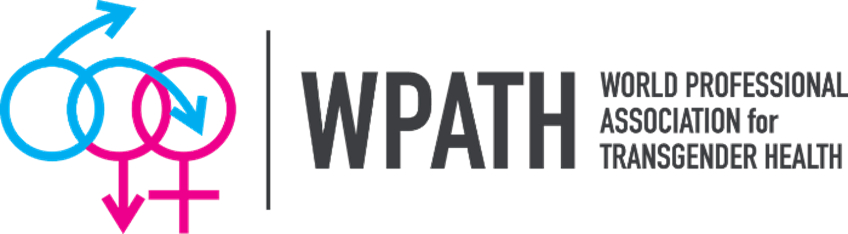 WPATH
WORLD PROFESSIONAL
ASSOCIATION for
TRANSGENDER HEALTH